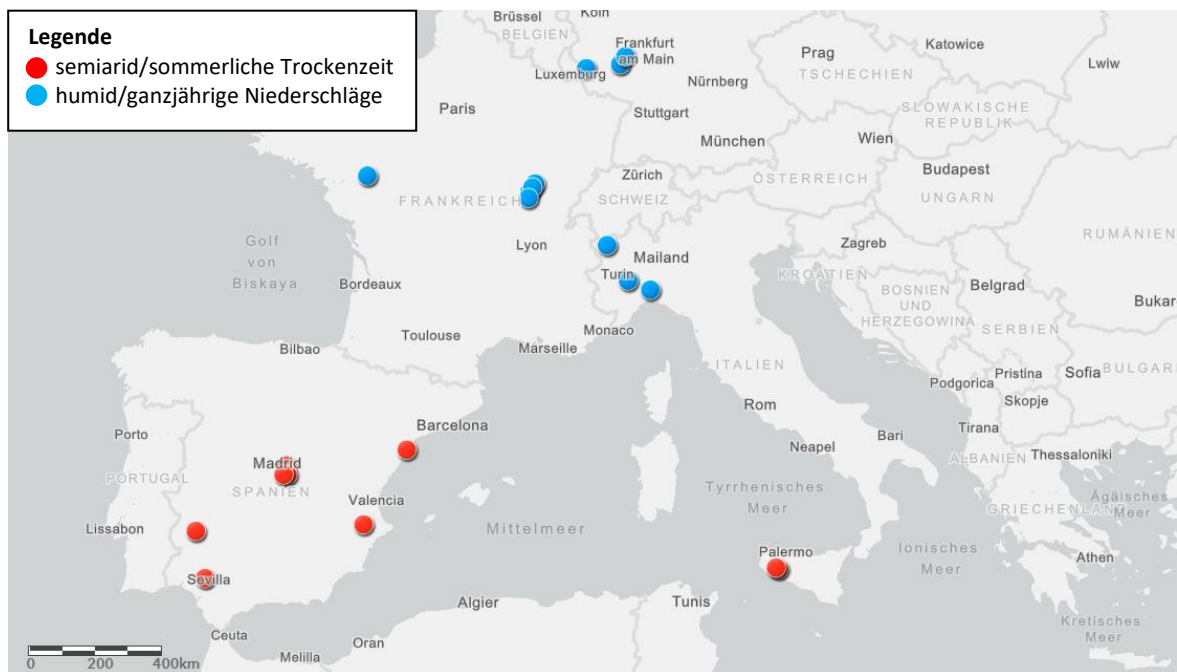 Legende
semiarid/sommerliche Trockenzeit
humid/ganzjährige Niederschläge
Brüssel
Köln
BELGIEN
Frankfurt
am Main
Luxemburg
Prag
TSCHECHIEN
Katowice
Lwiw
Nürnberg
Paris
Stuttgart
SLOWAKISCHE
REPUBLIK
München
Wien
Zürich
ÖSTERREICH
Budapest
UNGARN
FRANKREICH
SCHWEIZ
Lyon
Mailand
Zagreb
RUMÄNIEN
Golf
von
Biskaya
Bordeaux
Turin
KROATIEN
Belgrad
BOSNIEN
UND
HERZEGOWINA
Bukar
SERBIEN
Toulouse
Monaco
Marseille
Bilbao
ITALIEN
Pristina
Sofia
BULGARI
Podgorica
Skopje
Rom
Tirana
Barcelona
Porto
Neapel
Bari
ALBANIEN
Thessaloniki
Madrid
PORTUGAL
SPANIEN
Valencia
Tyrrhenisches
Meer
Ägäisches
Meer
GRIECHENLAND
Lissabon
Mittelmeer
Palermo
Ionisches
Meer
Athen
Sevilla
Algier
Tunis
Kretisches
Meer
Ceuta
Oran
Melilla
0 200 400km